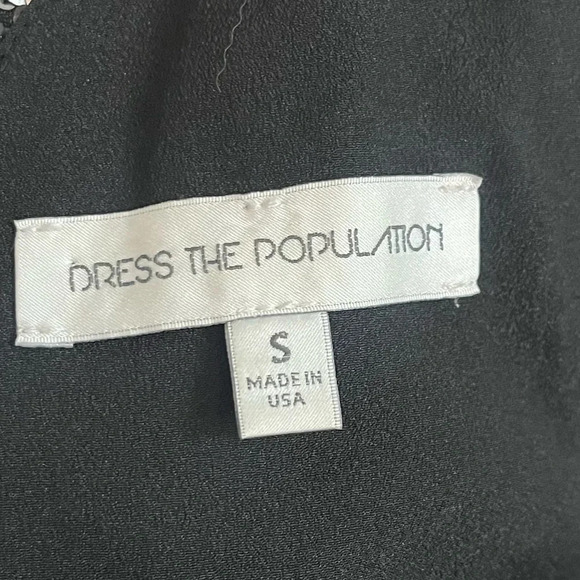 DRESS THE POPULATION
S
MADE IN
USA